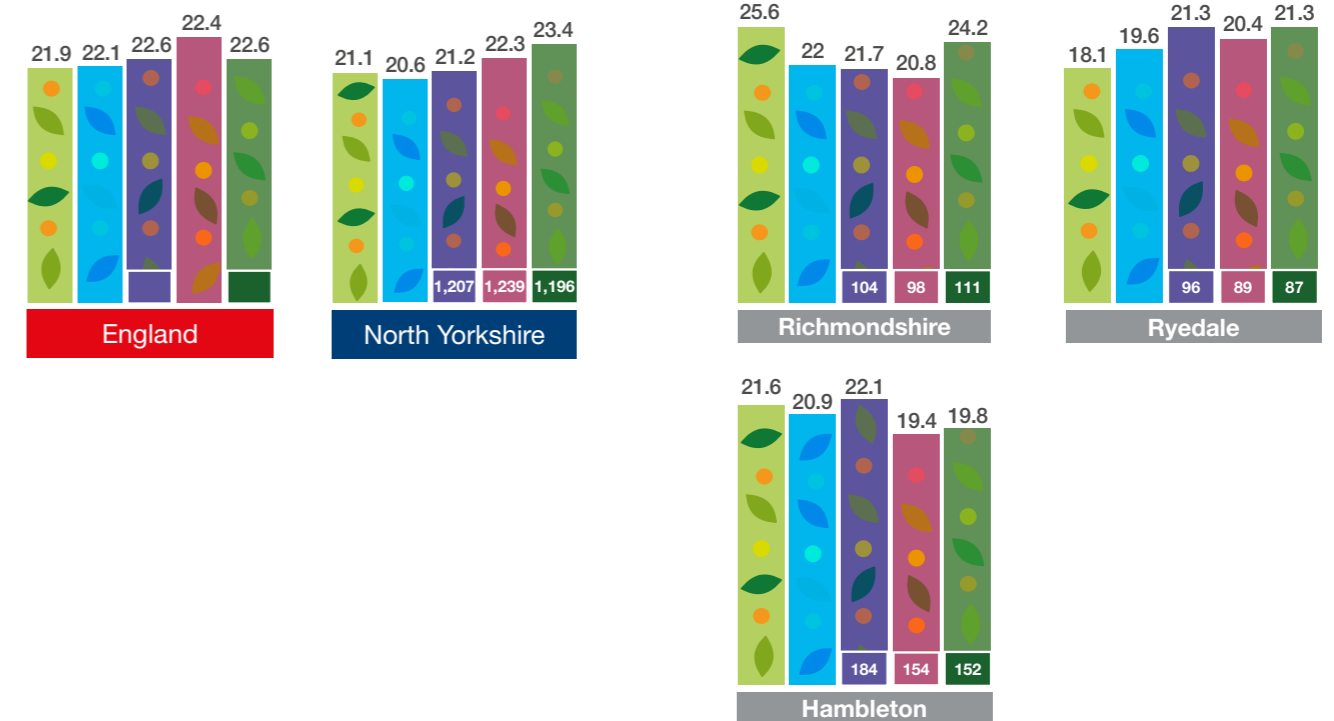 21.9 22.1 22.6 22.4 22.6
England
21.1 20.6 21.2 22.3 23.4
1,207 1,239 1,196
North Yorkshire
25.6 22 21.7 20.8 24.2
104 98 111
Richmondshire
18.1 19.6 21.3 20.4 21.3
96 89 87
Ryedale
21.6 20.9 22.1 19.4 19.8
184 154 152
Hambleton